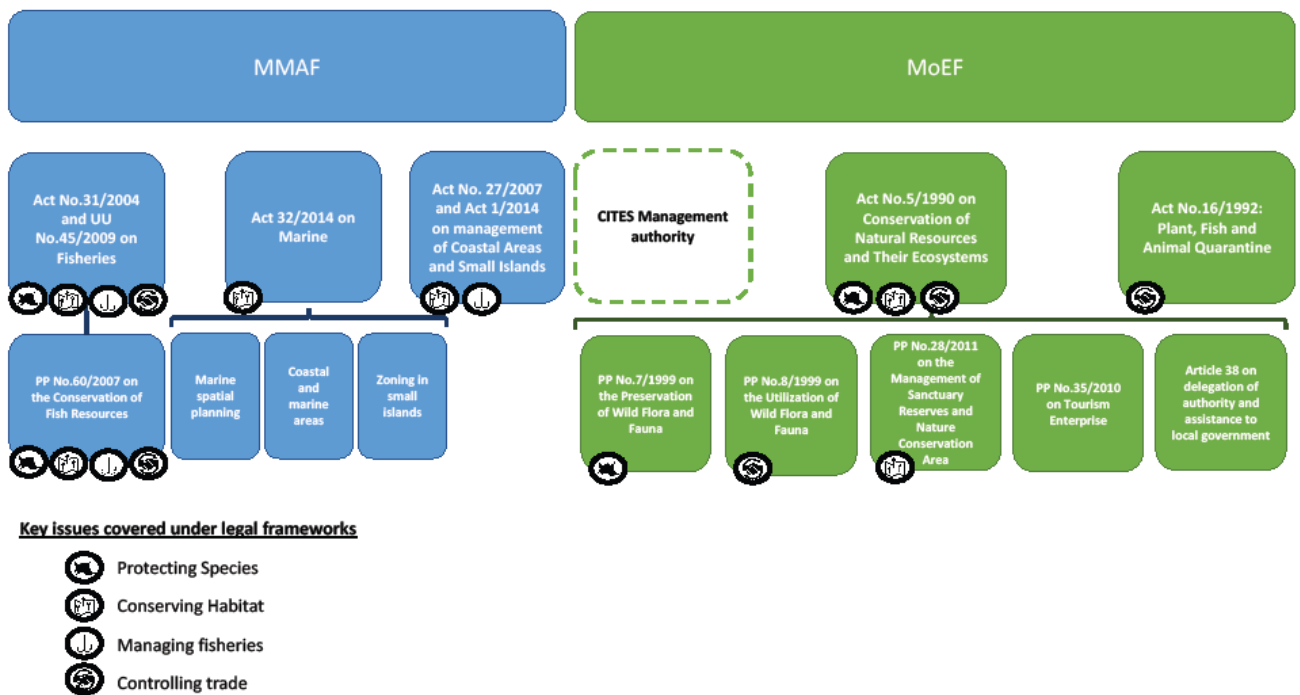 MMAF
MoEF
Act No.31/2004
and UU
No.45/2009 on
Fisheries
Act 32/2014 on
Marine
Act No. 27/2007
and Act 1/2014
on management
of Coastal Areas
and Small Islands
CITES Management
authority
Act No.5/1990 on
Conservation of
Natural Resources
and Their Ecosystems
Act No.16/1992:
Plant, Fish and
Animal Quarantine
PP No.60/2007 on
the Conservation of
Fish Resources
Marine
spatial
planning
Coastal
and
marine
areas
Zoning in
small
islands
PP No.7/1999 on
the Preservation
of Wild Flora and
Fauna
PP No.8/1999 on
the Utilization of
Wild Flora and
Fauna
PP No.28/2011
on the
Management of
Sanctuary
Reserves and
Nature
Conservation
Area
PP No.35/2010
on Tourism
Enterprise
Article 38 on
delegation of
authority and
assistance to
local government
Key issues covered under legal frameworks
Protecting Species
Conserving Habitat
Managing fisheries
Controlling trade